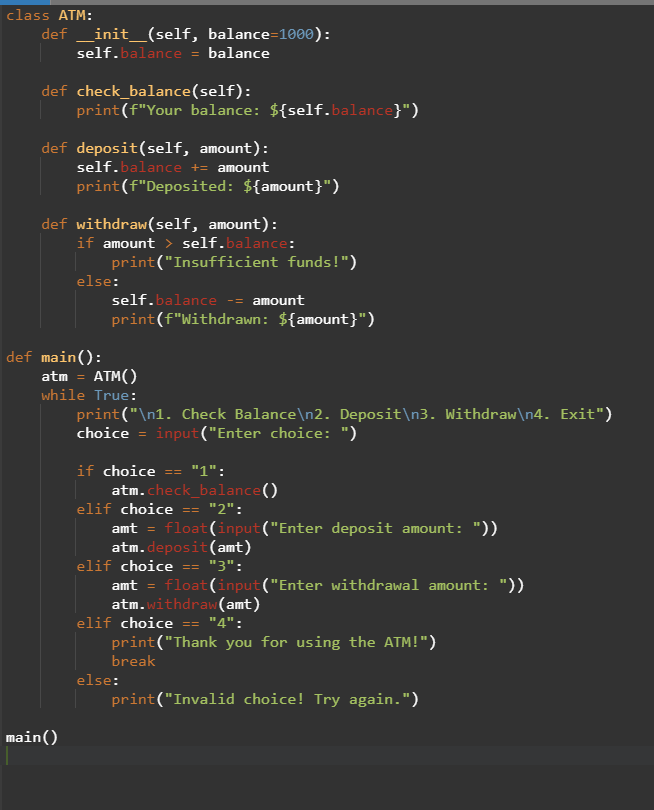 class ATM:
    def __init__(self, balance=1000):
        self.balance = balance

    def check_balance(self):
        print(f"Your balance: ${self.balance}")

    def deposit(self, amount):
        self.balance += amount
        print(f"Deposited: ${amount}")

    def withdraw(self, amount):
        if amount > self.balance:
            print("Insufficient funds!")
        else:
            self.balance -= amount
            print(f"Withdrawn: ${amount}")

def main():
    atm = ATM()
    while True:
        print("\n1. Check Balance\n2. Deposit\n3. Withdraw\n4. Exit")
        choice = input("Enter choice: ")

        if choice == "1":
            atm.check_balance()
        elif choice == "2":
            amt = float(input("Enter deposit amount: "))
            atm.deposit(amt)
        elif choice == "3":
            amt = float(input("Enter withdrawal amount: "))
            atm.withdraw(amt)
        elif choice == "4":
            print("Thank you for using the ATM!")
            break
        else:
            print("Invalid choice! Try again.")

main()